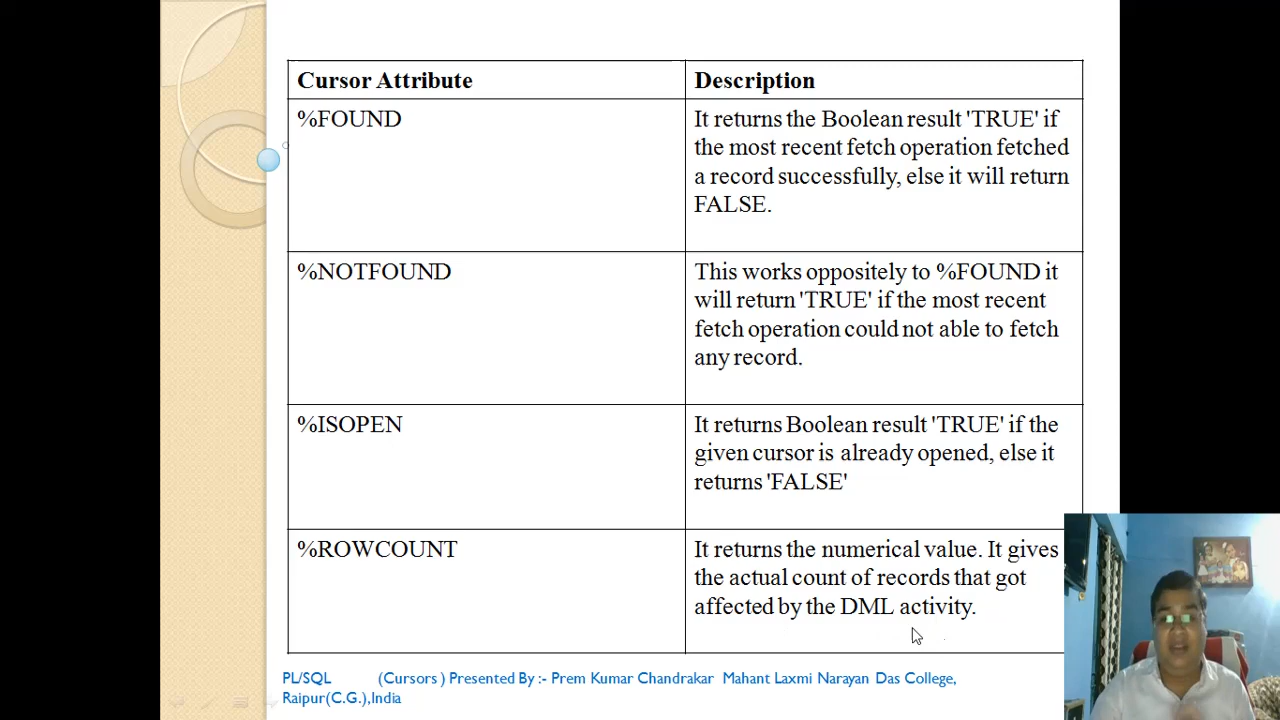 Cursor Attribute
Description
%FOUND
It returns the Boolean result 'TRUE' if
the most recent fetch operation fetched
a record successfully, else it will return
FALSE.
%NOTFOUND
This works oppositely to %FOUND it
will return 'TRUE' if the most recent
fetch operation could not able to fetch
any record.
%ISOPEN
It returns Boolean result 'TRUE' if the
given cursor is already opened, else it
returns 'FALSE'
%ROWCOUNT
It returns the numerical value. It gives
the actual count of records that got
affected by the DML activity.
PL/SQL (Cursors ) Presented By :- Prem Kumar Chandrakar Mahant Laxmi Narayan Das College,
Raipur(C.G.),India